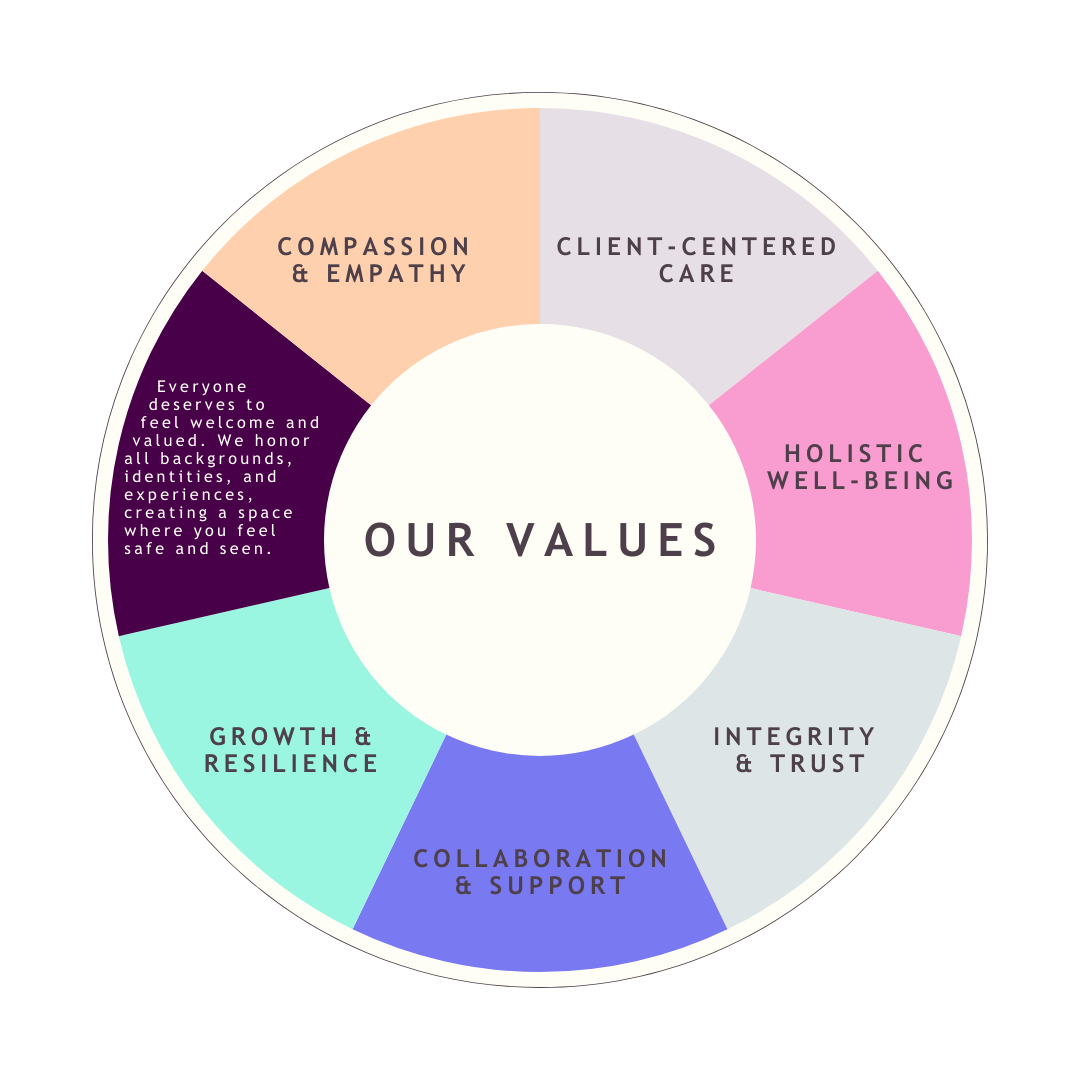 COMPASSION
& EMPATHY
CLIENT-CENTERED
CARE
Everyone
deserves to
feel welcome and
valued. We honor
all backgrounds,
identities, and
experiences,
creating a space
where you feel
safe and seen.
HOLISTIC
WELL-BEING
OUR VALUES
GROWTH &
RESILIENCE
INTEGRITY
& TRUST
COLLABORATION
& SUPPORT